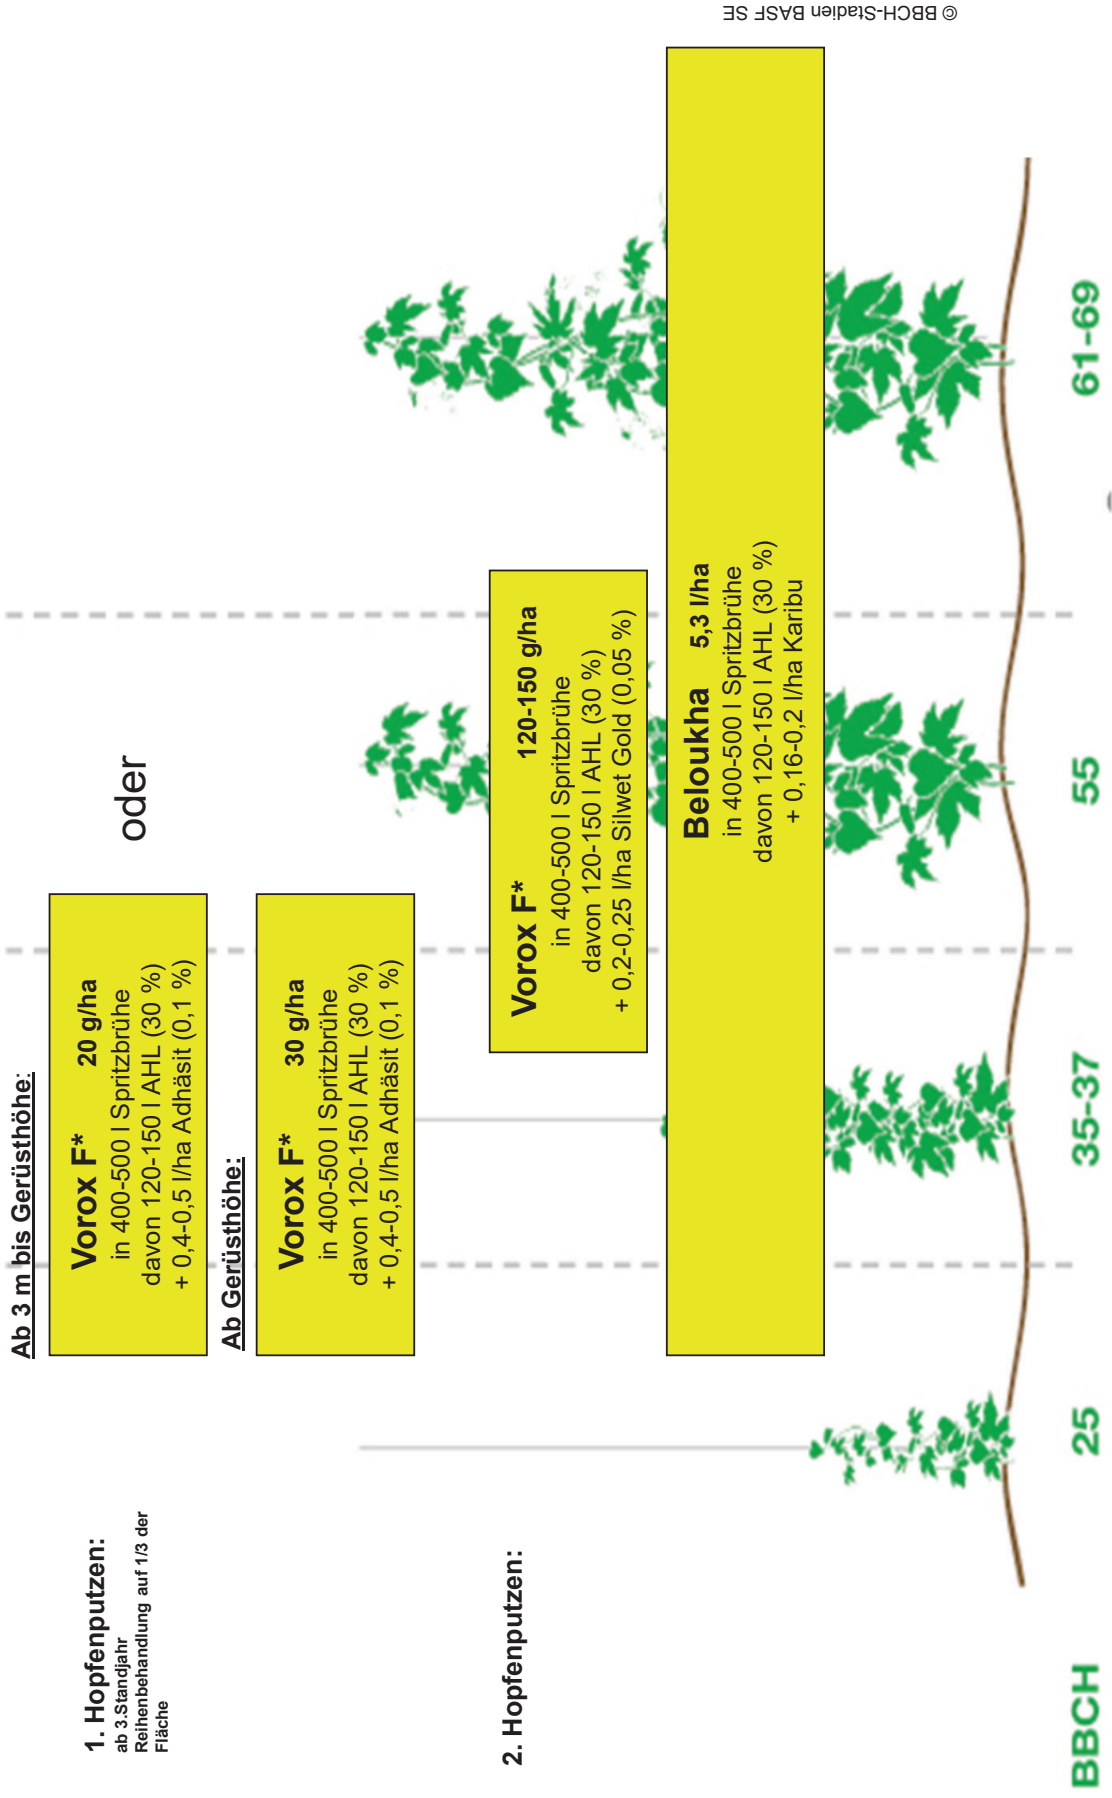 Ab 3 m bis Gerüsthöhe:
1. Hopfenputzen:
ab 3.Standjahr
Reihenbehandlung auf 1/3 der
Fläche
Vorox F* 20 g/ha
in 400-500 l Spritzbrühe
davon 120-150 l AHL (30 %)
+ 0,4-0,5 l/ha Adhäsit (0,1 %)
oder
Ab Gerüsthöhe:
Vorox F* 30 g/ha
in 400-500 l Spritzbrühe
davon 120-150 l AHL (30 %)
+ 0,4-0,5 l/ha Adhäsit (0,1 %)
2. Hopfenputzen:
Vorox F* 120-150 g/ha
in 400-500 l Spritzbrühe
davon 120-150 l AHL (30 %)
+ 0,2-0,25 l/ha Silwet Gold (0,05 %)
Beloukha 5,3 l/ha
in 400-500 l Spritzbrühe
davon 120-150 l AHL (30 %)
+ 0,16-0,2 l/ha Karibu
BBCH 25 35-37 55 61-69
© BBCH-Stadien BASF SE